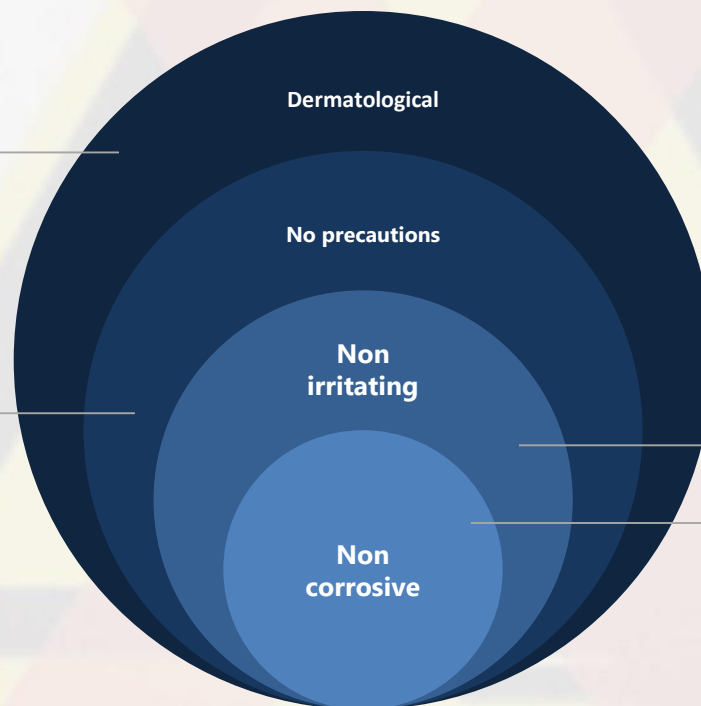 Dermatological
No precautions
Non
irritating
Non
corrosive